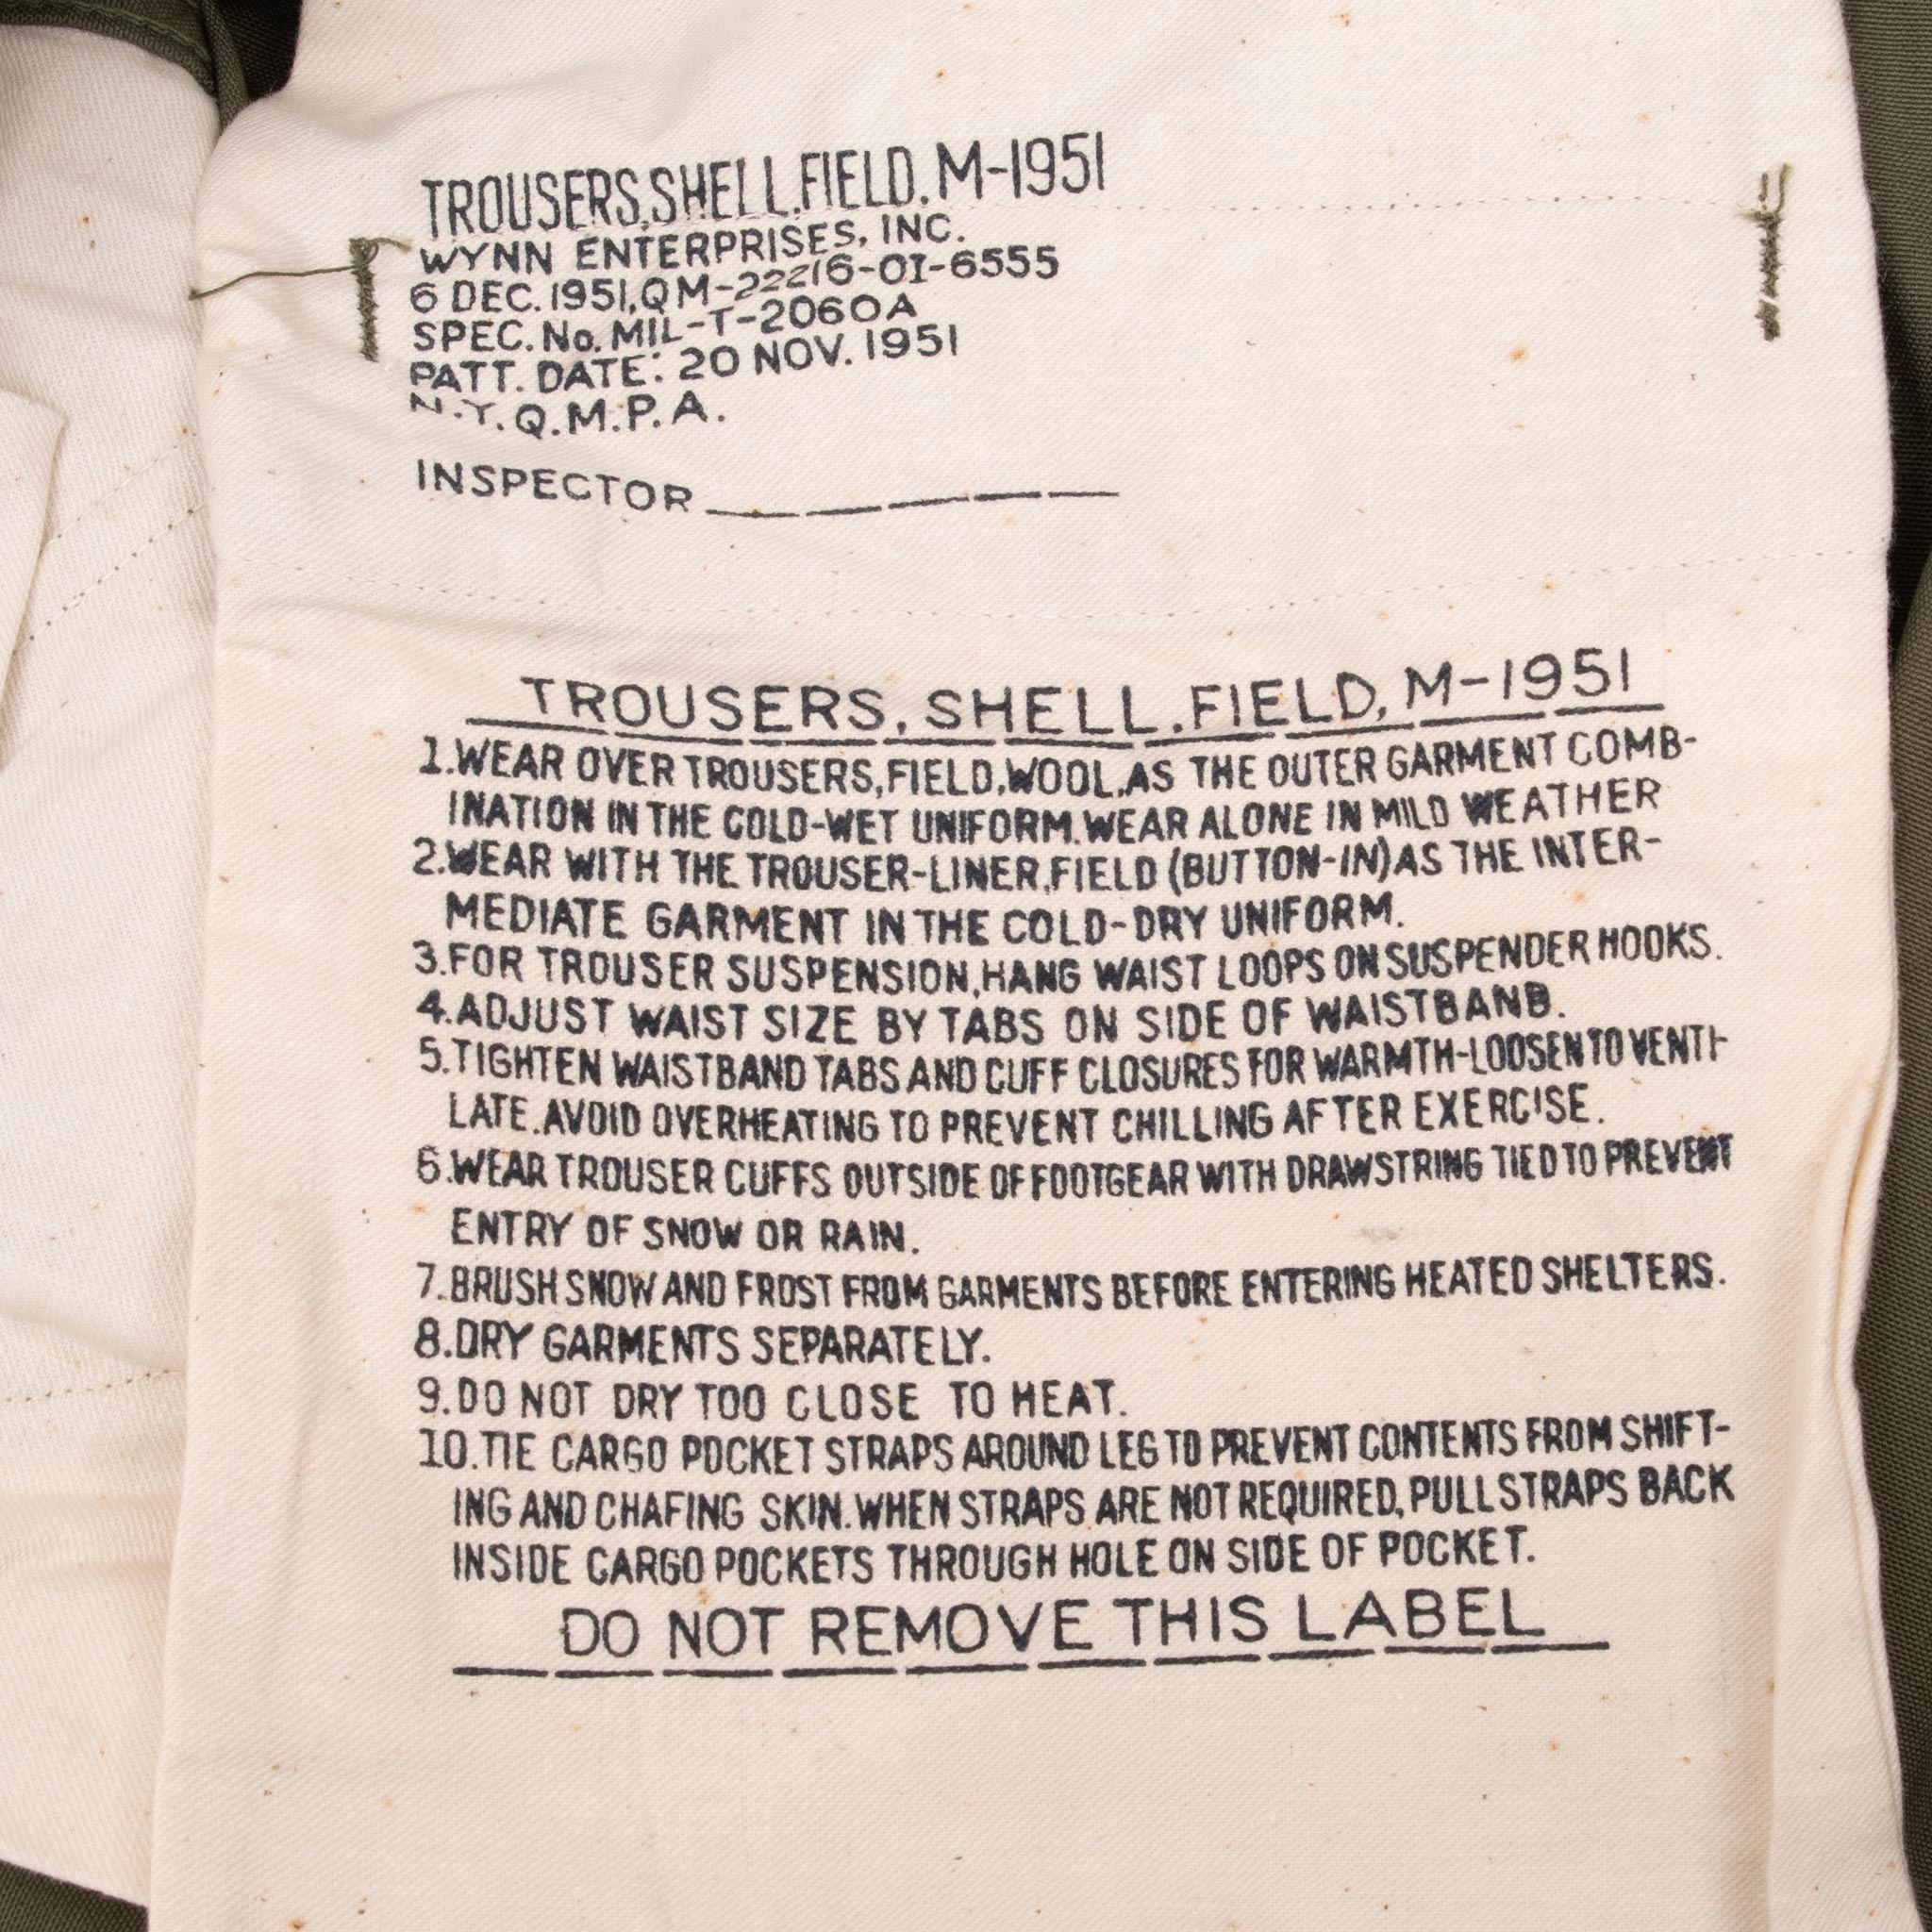 TROUSERS,SHELL.FIELD. M-1951
WYNN ENTERPRISES, INC.
6 DEC. 1951, QM-22216-OI-6555
SPEC. No. MIL-T-2060A
PATT. DATE: 20 NOV. 1951
N.Y. Q.M.P.A.
INSPECTOR
TROUSERS, SHELL.FIELD, M-1951
1.WEAR OVER TROUSERS,FIELD,WOOL,AS THE OUTER GARMENT COMB-
INATION IN THE COLD-WET UNIFORM.WEAR ALONE IN MILD WEATHER
2.WEAR WITH THE TROUSER-LINER,FIELD (BUTTON-IN)AS THE INTER-
MEDIATE GARMENT IN THE COLD-DRY UNIFORM.
3.FOR TROUSER SUSPENSION,HANG WAIST LOOPS ON SUSPENDER HOOKS.
4.ADJUST WAIST SIZE BY TABS ON SIDE OF WAISTBAND.
5.TIGHTEN WAISTBAND TABS AND CUFF CLOSURES FOR WARMTH-LOOSEN TO VENTI-
LATE.AVOID OVERHEATING TO PREVENT CHILLING AFTER EXERCISE.
6.WEAR TROUSER CUFFS OUTSIDE OF FOOTGEAR WITH DRAWSTRING TIED TO PREVENT
ENTRY OF SNOW OR RAIN.
7.BRUSH SNOW AND FROST FROM GARMENTS BEFORE ENTERING HEATED SHELTERS.
8.DRY GARMENTS SEPARATELY.
9.DO NOT DRY TOO CLOSE TO HEAT.
10.TIE CARGO POCKET STRAPS AROUND LEG TO PREVENT CONTENTS FROM SHIFT-
ING AND CHAFING SKIN.WHEN STRAPS ARE NOT REQUIRED, PULL STRAPS BACK
INSIDE CARGO POCKETS THROUGH HOLE ON SIDE OF POCKET.
DO NOT REMOVE THIS LABEL